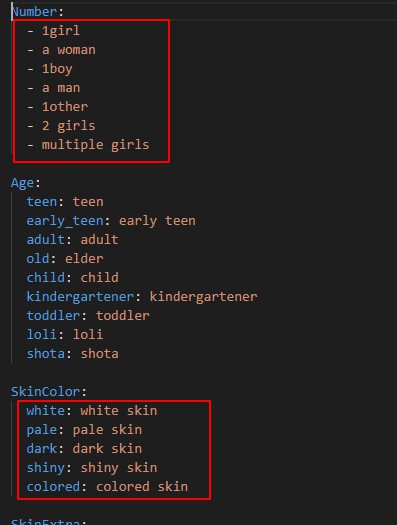 Number:
- 1girl
- a woman
- 1boy
- a man
- 1other
- 2 girls
- multiple girls
Age:
teen: teen
early_teen: early teen
adult: adult
old: elder
child: child
kindergartener: kindergartener
toddler: toddler
loli: loli
shota: shota
SkinColor:
white: white skin
pale: pale skin
dark: dark skin
shiny: shiny skin
colored: colored skin
SkinExtra: